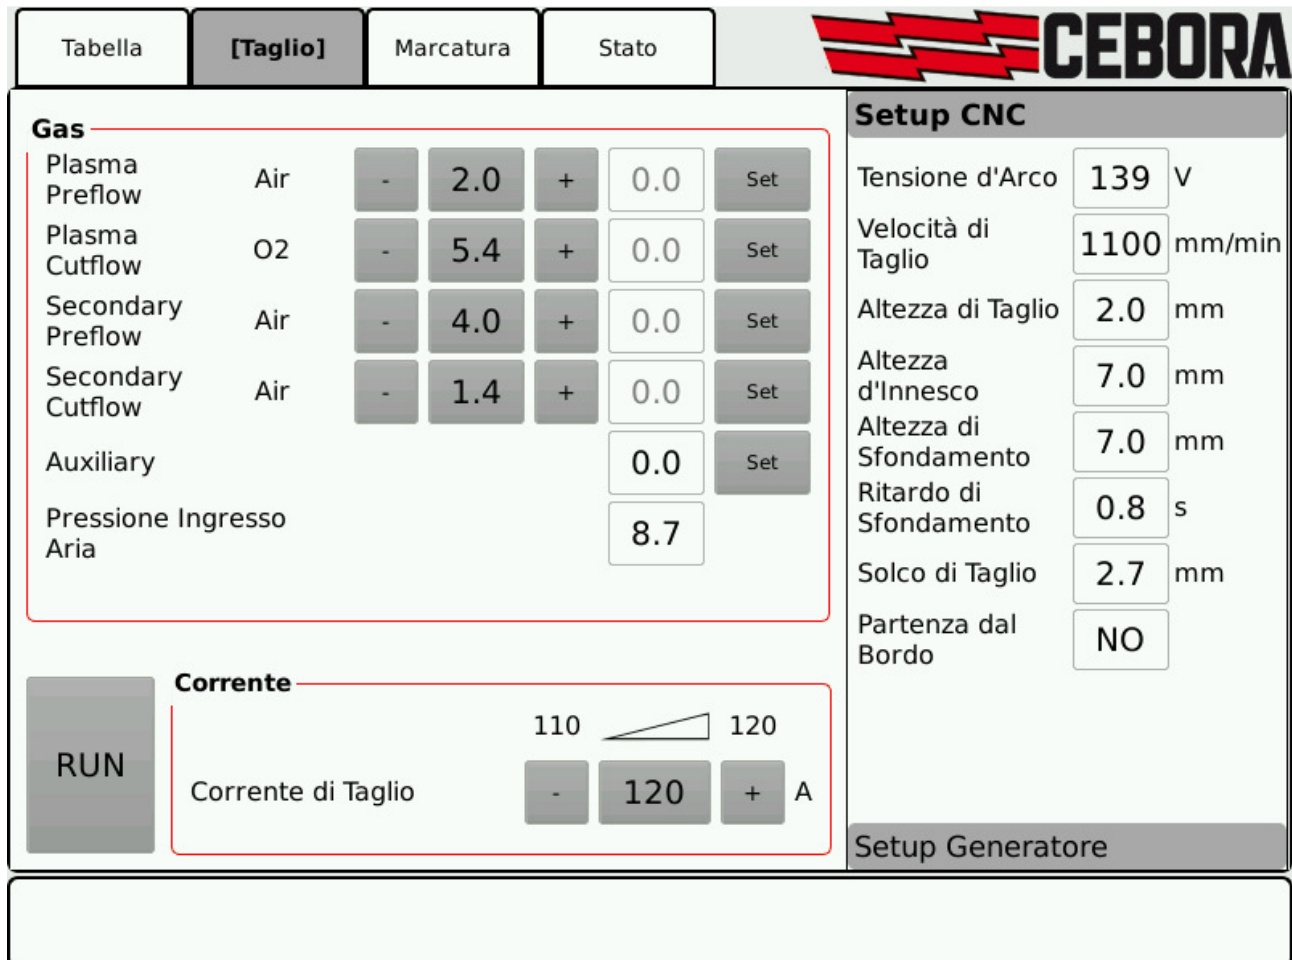 Tabella
[Taglio]
Marcatura
Stato
CEBORA
Gas
Plasma
Preflow
Air
-
2.0
+
0.0
Set
Plasma
Cutflow
O2
-
5.4
+
0.0
Set
Secondary
Preflow
Air
-
4.0
+
0.0
Set
Secondary
Cutflow
Air
-
1.4
+
0.0
Set
Auxiliary
0.0
Set
Pressione Ingresso
Aria
8.7
RUN
Corrente
110
120
Corrente di Taglio
-
120
+
A
Setup CNC
Tensione d'Arco
139
V
Velocità di
Taglio
1100
mm/min
Altezza di Taglio
2.0
mm
Altezza
d'Innesco
7.0
mm
Altezza di
Sfondamento
7.0
mm
Ritardo di
Sfondamento
0.8
s
Solco di Taglio
2.7
mm
Partenza dal
Bordo
NO
Setup Generatore